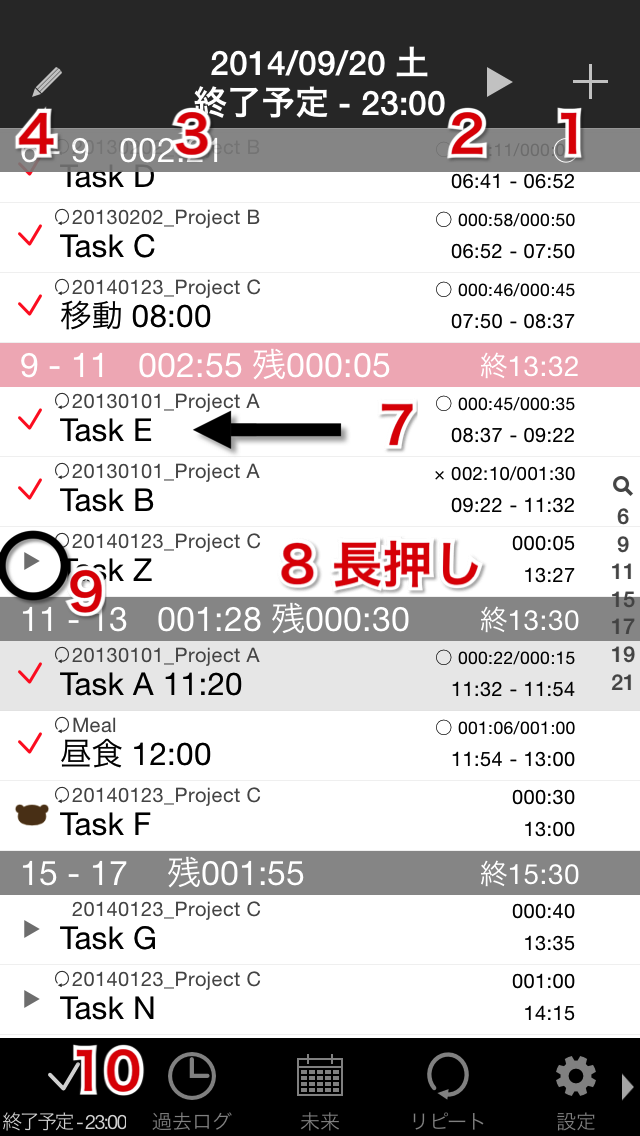 2014/09/20 土
終了予定 - 23:00
4 3 2 1
6 - 9 002:21
Task D
06:41 - 06:52
20130202_Project B
000:58/000:50
Task C
06:52 - 07:50
20140123_Project C
000:46/000:45
移動 08:00
07:50 - 08:37
9 - 11 002:55 残000:05 終13:32
20130101_Project A
000:45/000:35
Task E
7
08:37 - 09:22
20130101_Project A
× 002:10/001:30
Task B
09:22 - 11:32
20140123_Project C
000:05
Task Z
8 長押し
13:27
9
11 - 13 001:28 残000:30 終13:30
20130101_Project A
000:22/000:15
Task A 11:20
11:32 - 11:54
Meal
001:06/001:00
昼食 12:00
11:54 - 13:00
20140123_Project C
000:30
Task F
13:00
15 - 17 残001:55 終15:30
20140123_Project C
000:40
Task G
13:35
20140123_Project C
001:00
Task N
14:15
6
9
11
15
17
19
21
10
終了予定 - 23:00 過去ログ 未来 リピート 設定